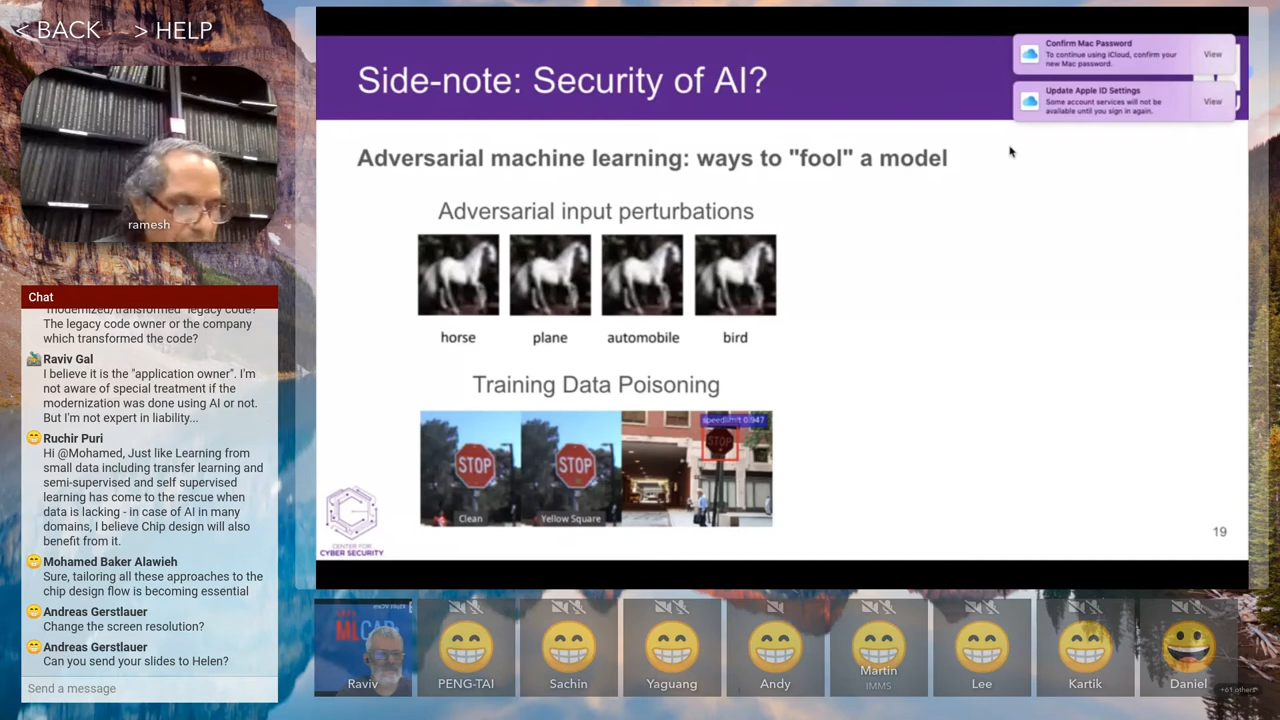 < BACK
> HELP
ramesh
Chat
"modernized/transformed" legacy code?
The legacy code owner or the company
which transformed the code?
Raviv Gal
I believe it is the "application owner". I'm
not aware of special treatment if the
modernization was done using AI or not.
But I'm not expert in liability...
Ruchir Puri
Hi @Mohamed, Just like Learning from
small data including transfer learning and
semi-supervised and self supervised
learning has come to the rescue when
data is lacking - in case of AI in many
domains, I believe Chip design will also
benefit from it.
Mohamed Baker Alawieh
Sure, tailoring all these approaches to the
chip design flow is becoming essential
Andreas Gerstlauer
Change the screen resolution?
Andreas Gerstlauer
Can you send your slides to Helen?
Send a message
Side-note: Security of AI?
Confirm Mac Password
To continue using iCloud, confirm your
new Mac password.
View
Update Apple ID Settings
Some account services will not be
available until you sign in again.
View
Adversarial machine learning: ways to "fool" a model
Adversarial input perturbations
horse
plane
automobile
bird
Training Data Poisoning
STOP
STOP
STOP
speedlimit 0.947
Clean
Yellow Square
CENTER FOR
CYBER SECURITY
19
MLCAD
Raviv
PENG-TAI
Sachin
Yaguang
Andy
Martin
IMMS
Lee
Kartik
Daniel
+61 others